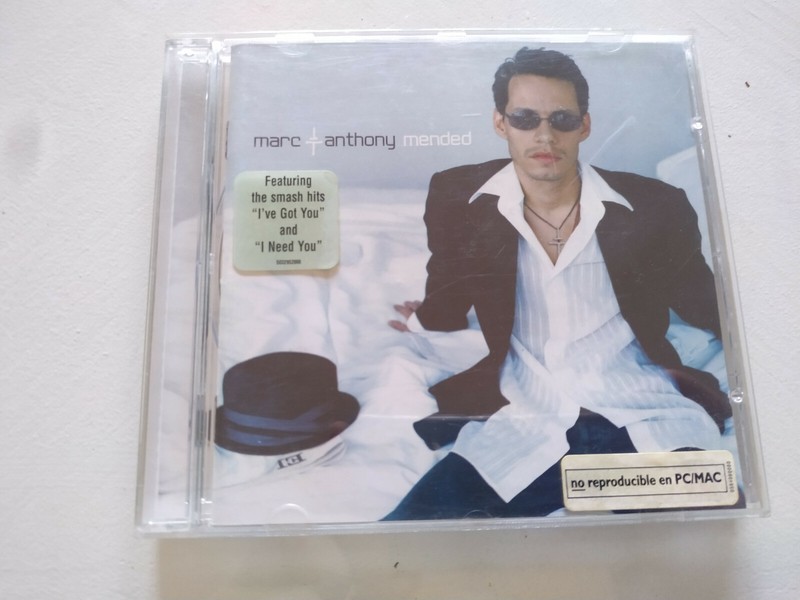 marc anthony mended
Featuring
the smash hits
"I've Got You"
and
"I Need You"
no reproducible en PC/MAC